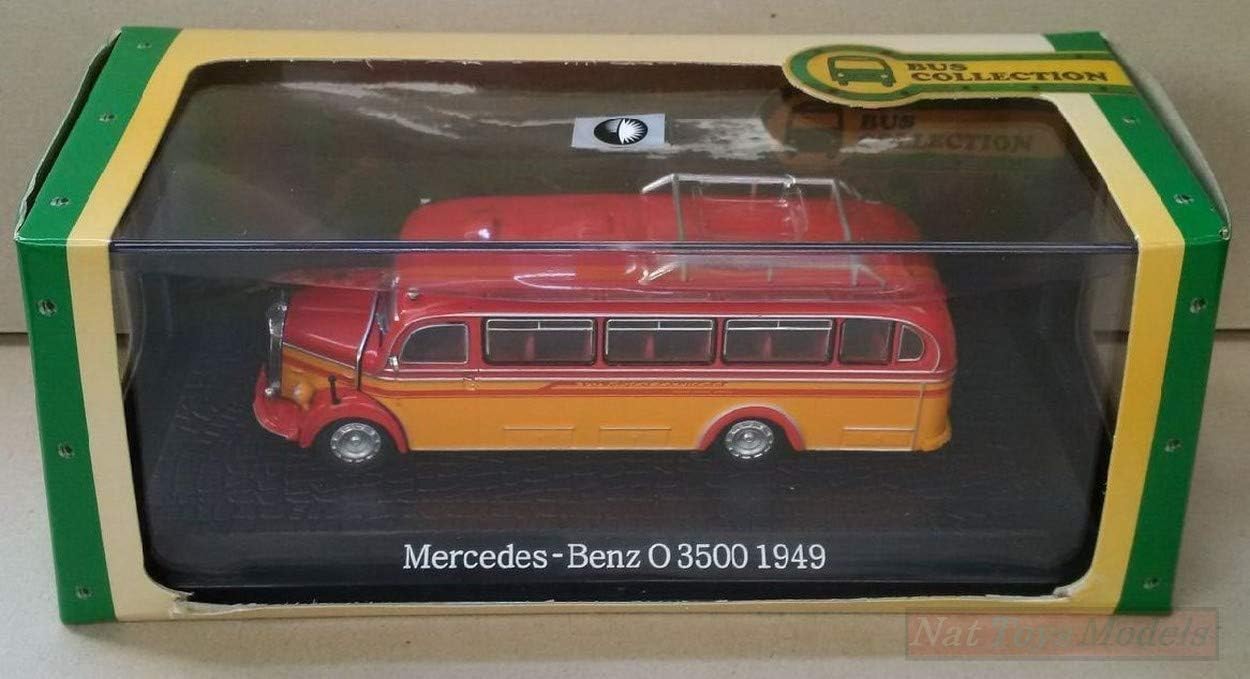 BUS
COLLECTION
BUS
COLLECTION
Mercedes-Benz O 3500 1949
Nat Toys Models